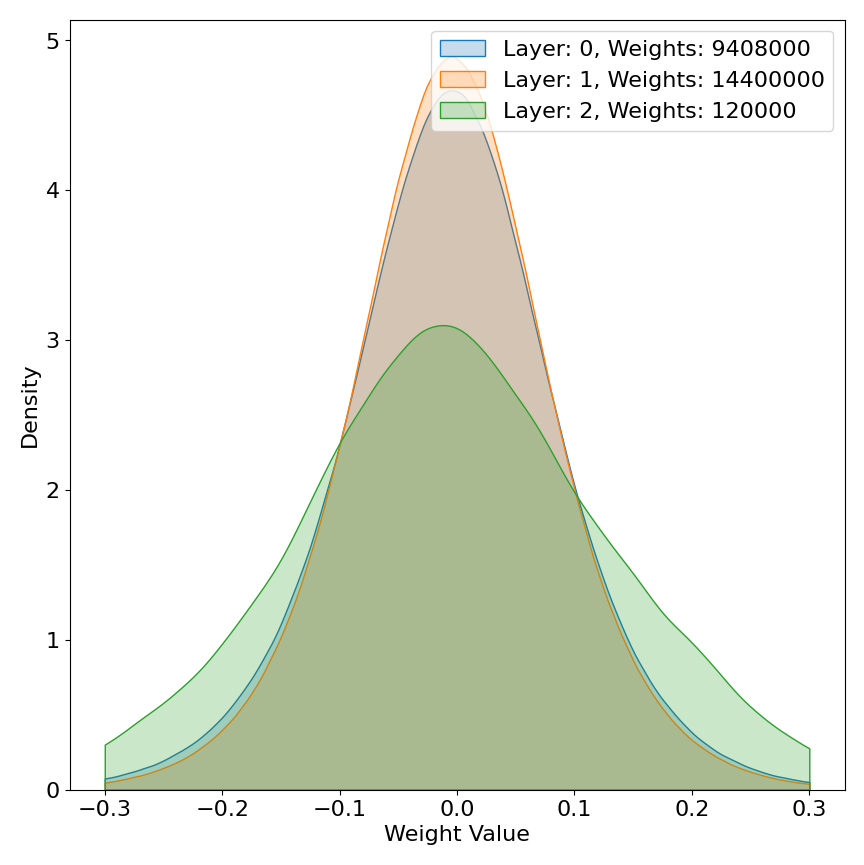 Layer: 0, Weights: 9408000
Layer: 1, Weights: 14400000
Layer: 2, Weights: 120000
5
4
3
2
1
0
Density
−0.3 −0.2 −0.1 0.0 0.1 0.2 0.3
Weight Value